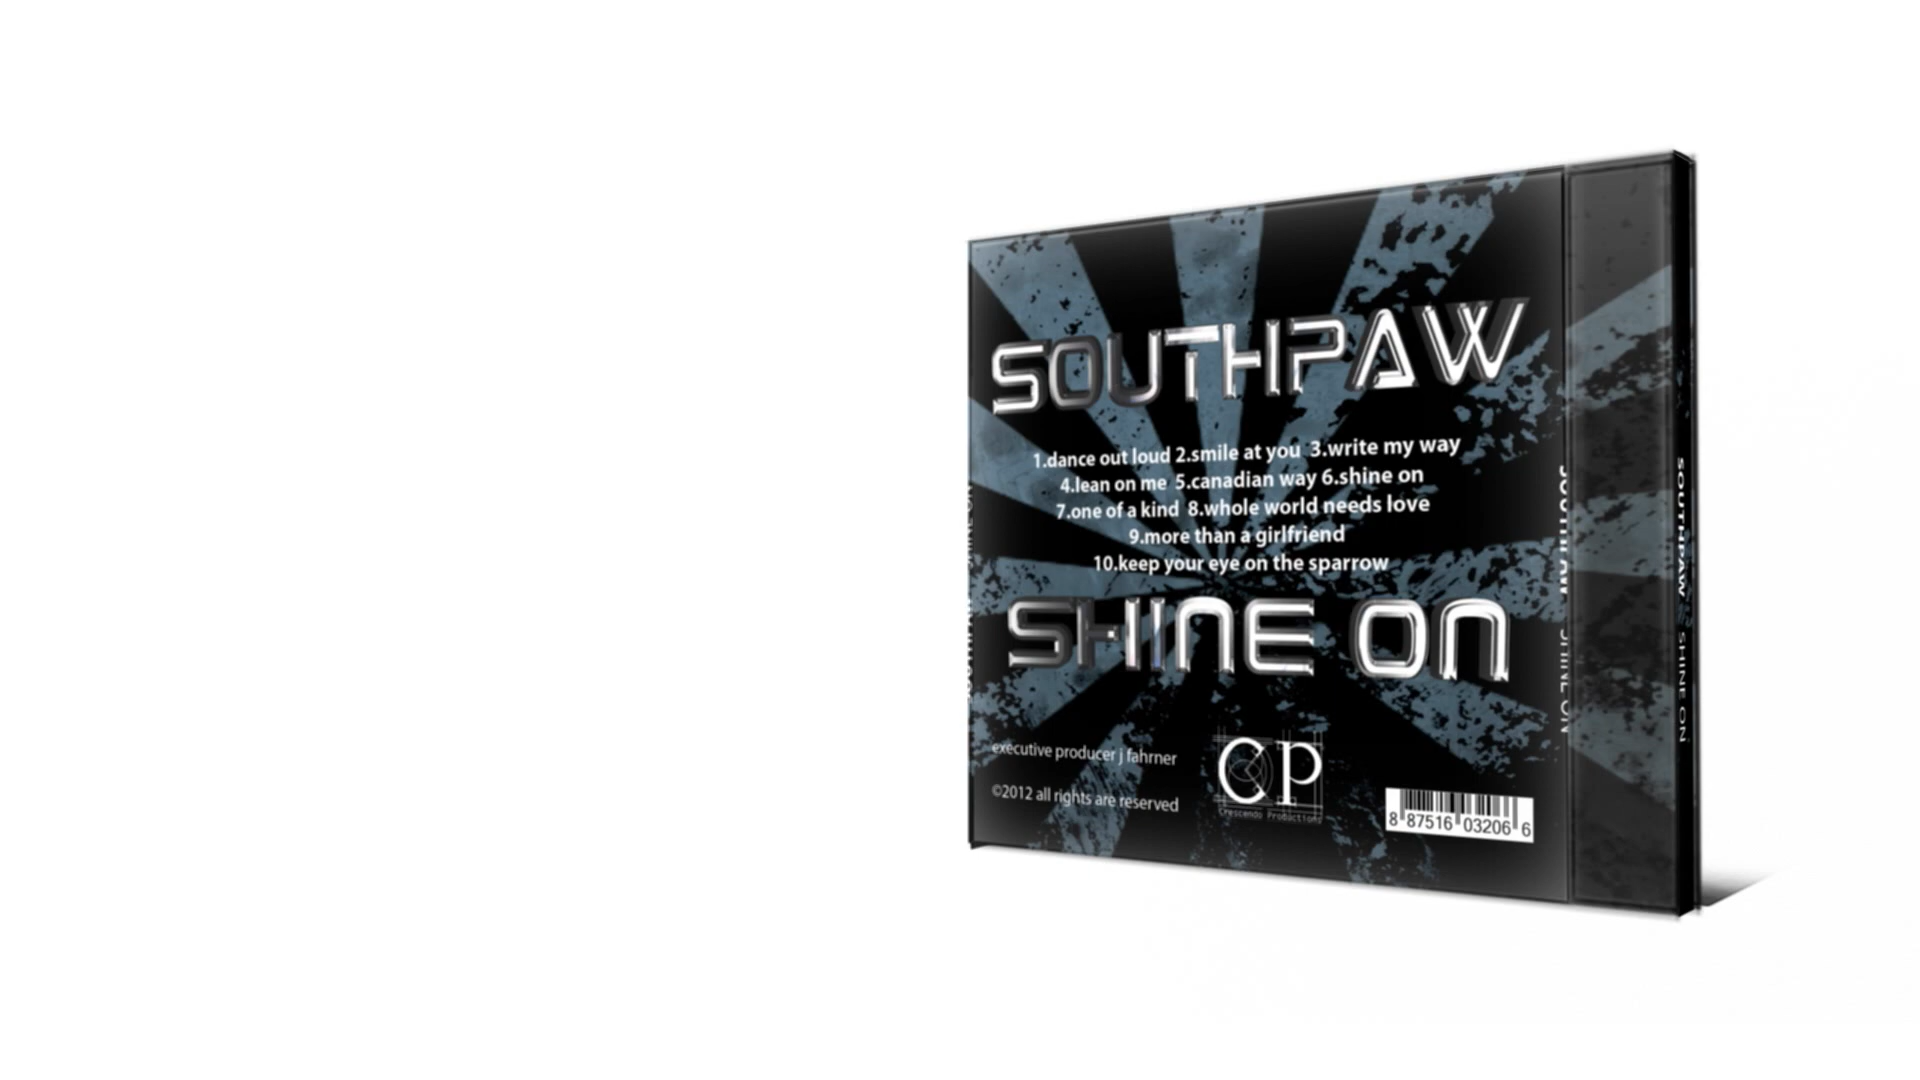 SOUTHPAW
1.dance out loud 2.smile at you 3.write my way
4.lean on me 5.canadian way 6.shine on
7.one of a kind 8.whole world needs love
9.more than a girlfriend
10.keep your eye on the sparrow
SHINE ON
executive producer j fahrner
©2012 all rights are reserved
CP
Crescendo Productions
8 87516 03206 6
SOUTHPAW SHINE ON
SOUTHPAW SHINE ON